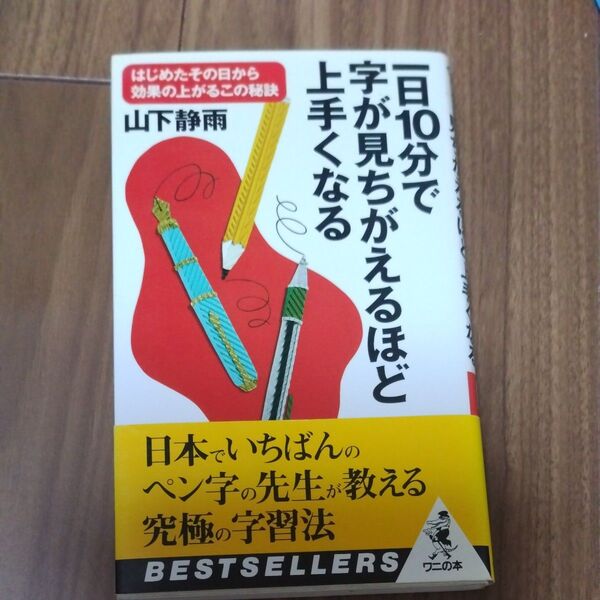 一日10分で
字が見ちがえるほど
上手くなる
はじめたその日から
効果の上がるこの秘訣
山下静雨
日本でいちばんの
ペン字の先生が教える
究極の字習法
BESTSELLERS
ワニの本